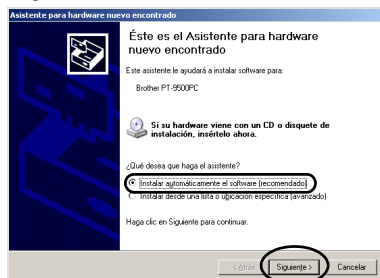 Asistente para hardware nuevo encontrado
Éste es el Asistente para hardware
nuevo encontrado
Este asistente le ayudará a instalar software para:
Brother PT-9500PC
Si su hardware viene con un CD o disquete de
instalación, insértelo ahora.
¿Qué desea que haga el asistente?
Instalar automáticamente el software (recomendado)
Instalar desde una lista o ubicación específica (avanzado)
Haga clic en Siguiente para continuar.
< Atrás Siguiente > Cancelar